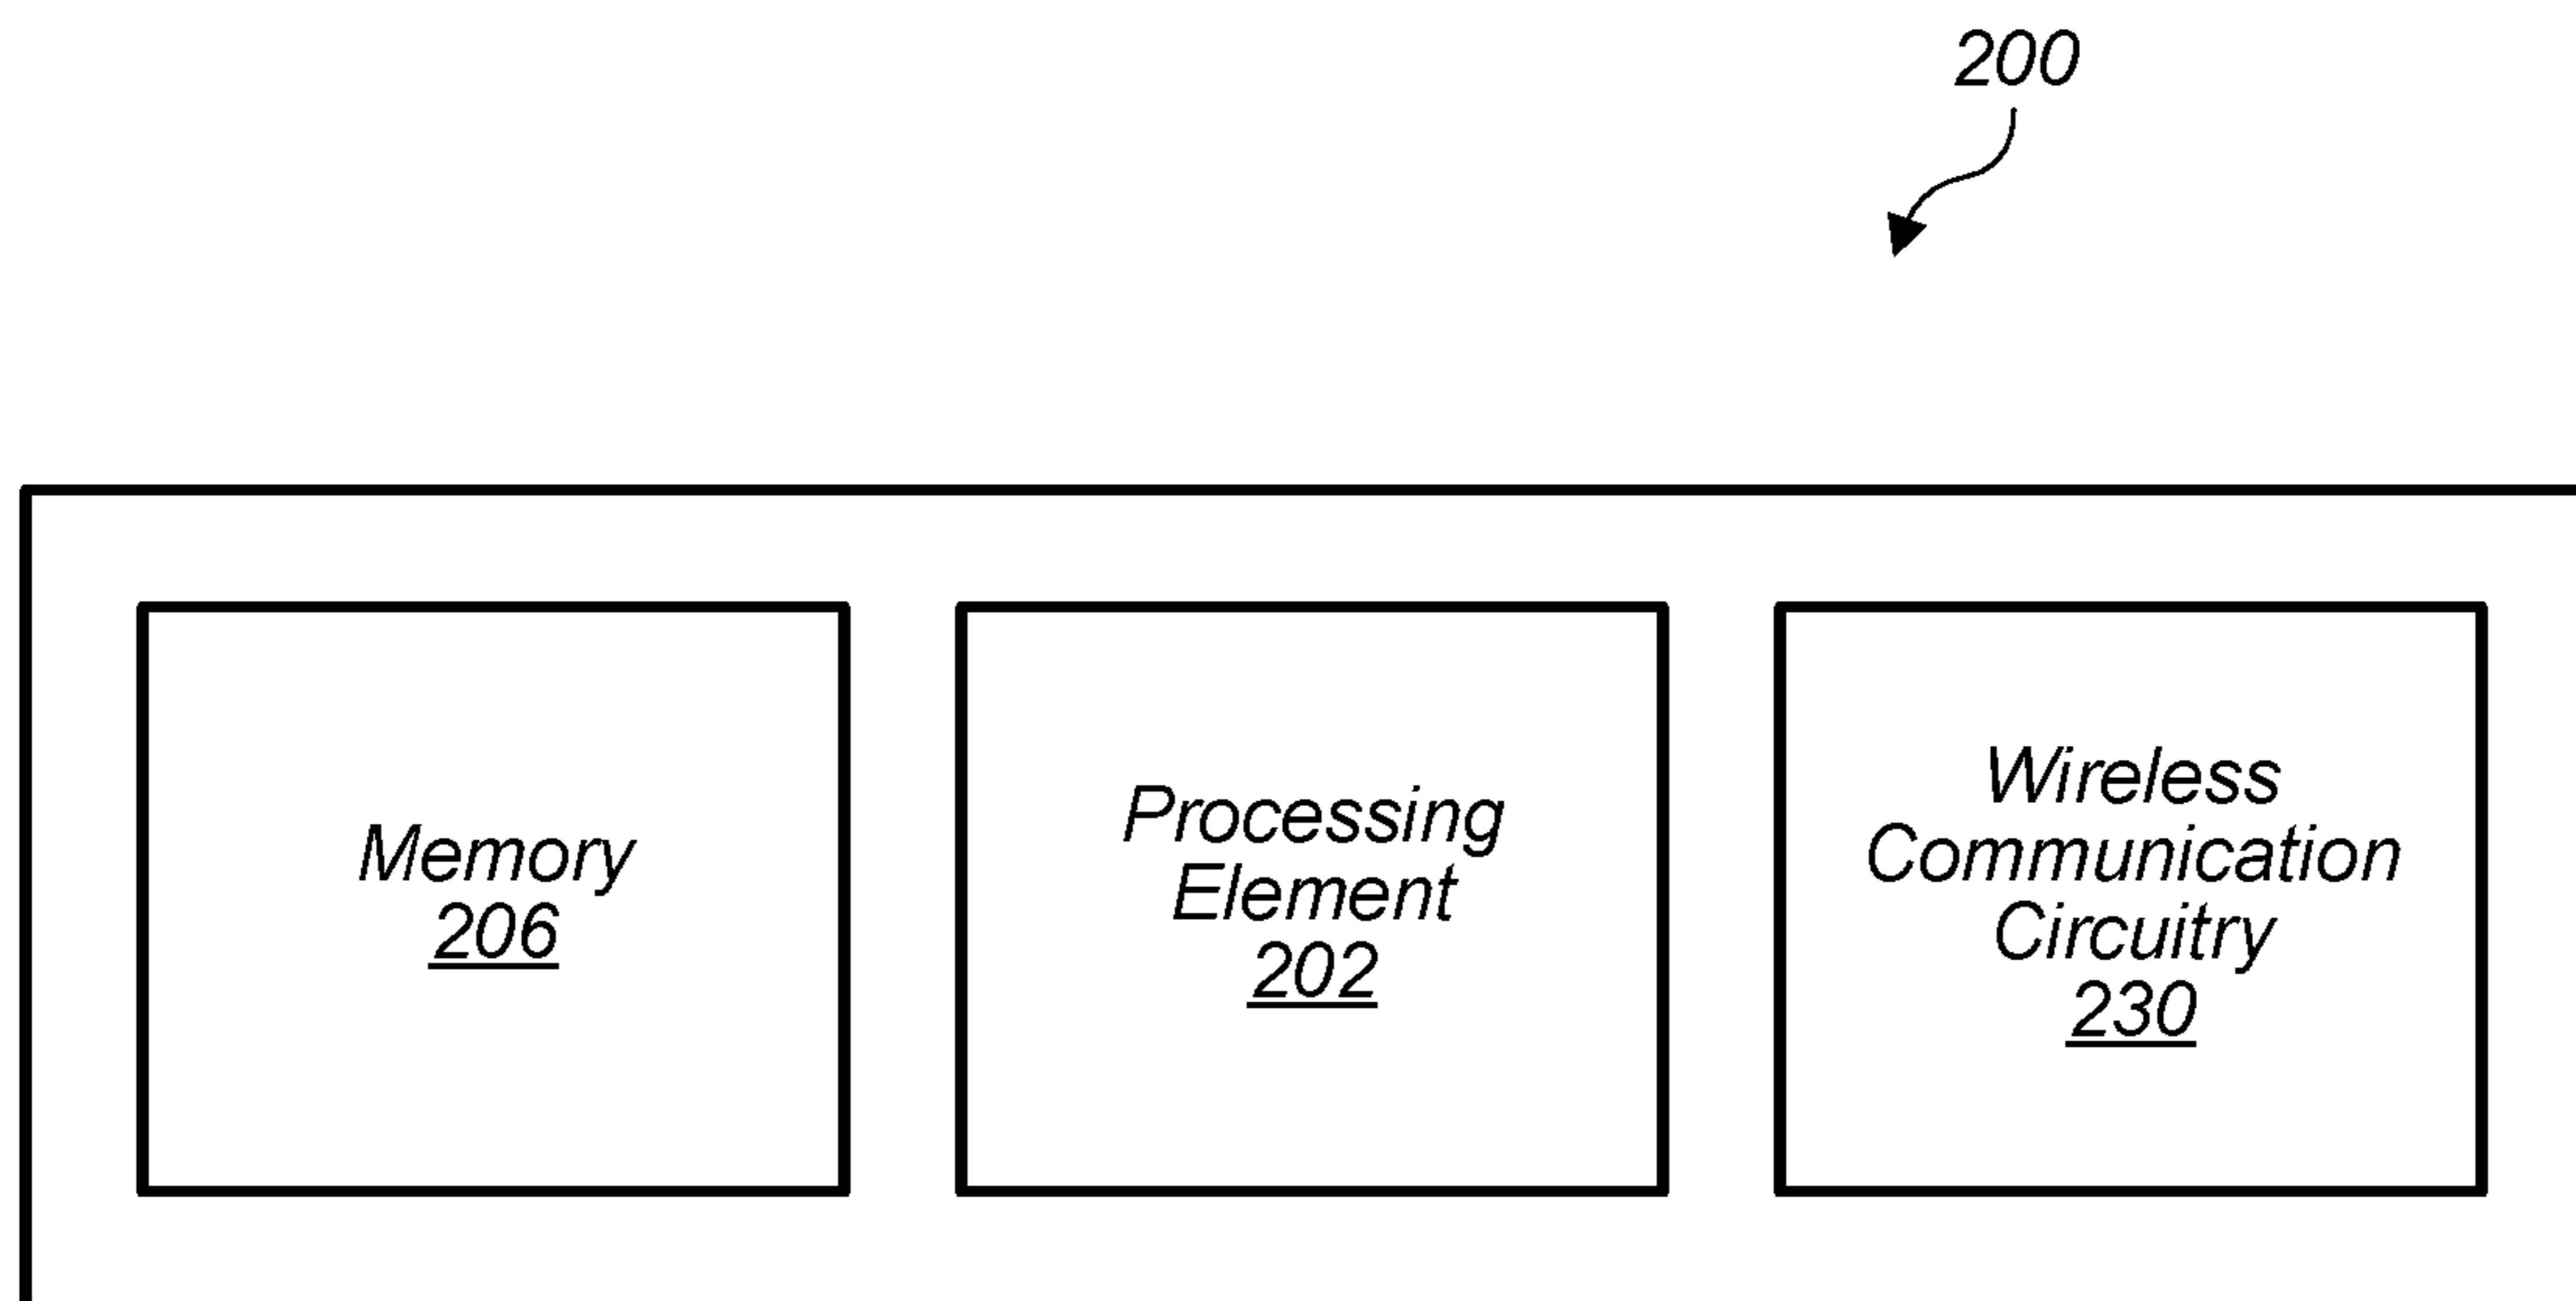 200
Memory
206
Processing
Element
202
Wireless
Communication
Circuitry
230